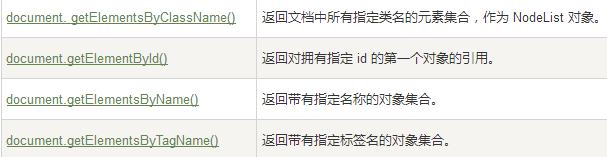 document. getElementsByClassName() 返回文档中所有指定类名的元素集合，作为 NodeList 对象。
document.getElementById() 返回对拥有指定 id 的第一个对象的引用。
document.getElementsByName() 返回带有指定名称的对象集合。
document.getElementsByTagName() 返回带有指定标签名的对象集合。